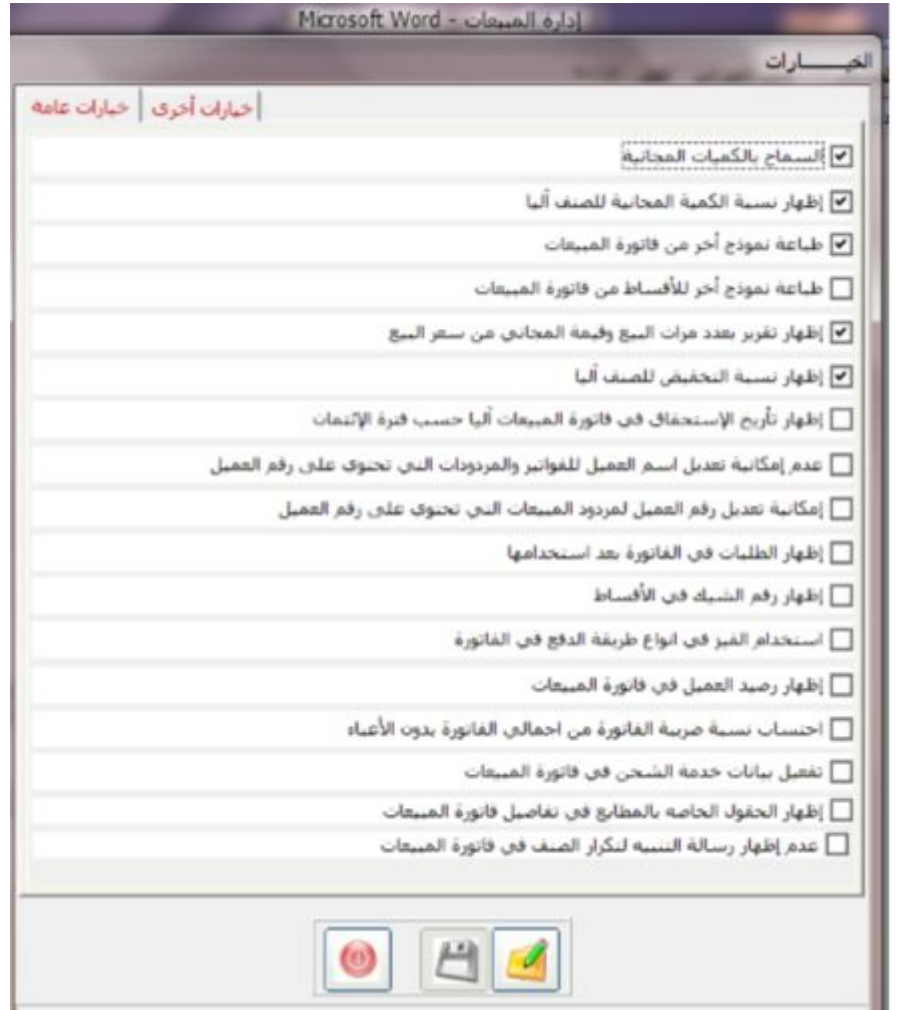 إدارة المبيعات - Microsoft Word
الخيـــــارات
خيارات عامة
خيارات أخرى
السماح بالكميات المجانية
إظهار نسبة الكمية المجانية للصنف آليا
طباعة نموذج أخر من فاتورة المبيعات
طباعة نموذج أخر للأقساط من فاتورة المبيعات
إظهار تقرير بعدد مرات البيع وقيمة المجاني من سعر البيع
إظهار نسبة التخفيض للصنف آليا
إظهار تأريخ الإستحقاق في فاتورة المبيعات آليا حسب فترة الإئتمان
عدم إمكانية تعديل اسم العميل للفواتير والمردودات التي تحتوي على رقم العميل
إمكانية تعديل رقم العميل لمردود المبيعات التي تحتوي على رقم العميل
إظهار الطلبات في الفاتورة بعد استخدامها
إظهار رقم الشيك في الأقساط
استخدام الفيز في انواع طريقة الدفع في الفاتورة
إظهار رصيد العميل في فاتورة المبيعات
احتساب نسبة ضريبة الفاتورة من اجمالي الفاتورة بدون الأعباء
تفعيل بيانات خدمة الشحن في فاتورة المبيعات
إظهار الحقول الخاصه بالمطابع في تفاصيل فاتورة المبيعات
عدم إظهار رسالة التنبيه لتكرار الصنف في فاتورة المبيعات